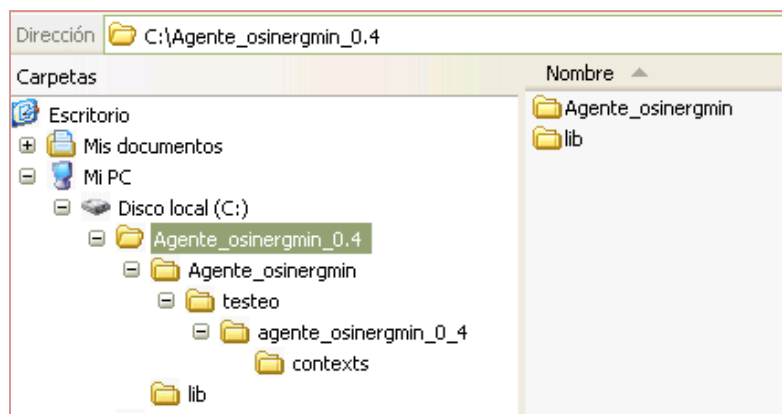 Dirección C:\Agente_osinergmin_0.4
Carpetas
Escritorio
Mis documentos
Mi PC
Disco local (C:)
Agente_osinergmin_0.4
Agente_osinergmin
testeo
agente_osinergmin_0_4
contexts
lib
Nombre
Agente_osinergmin
lib